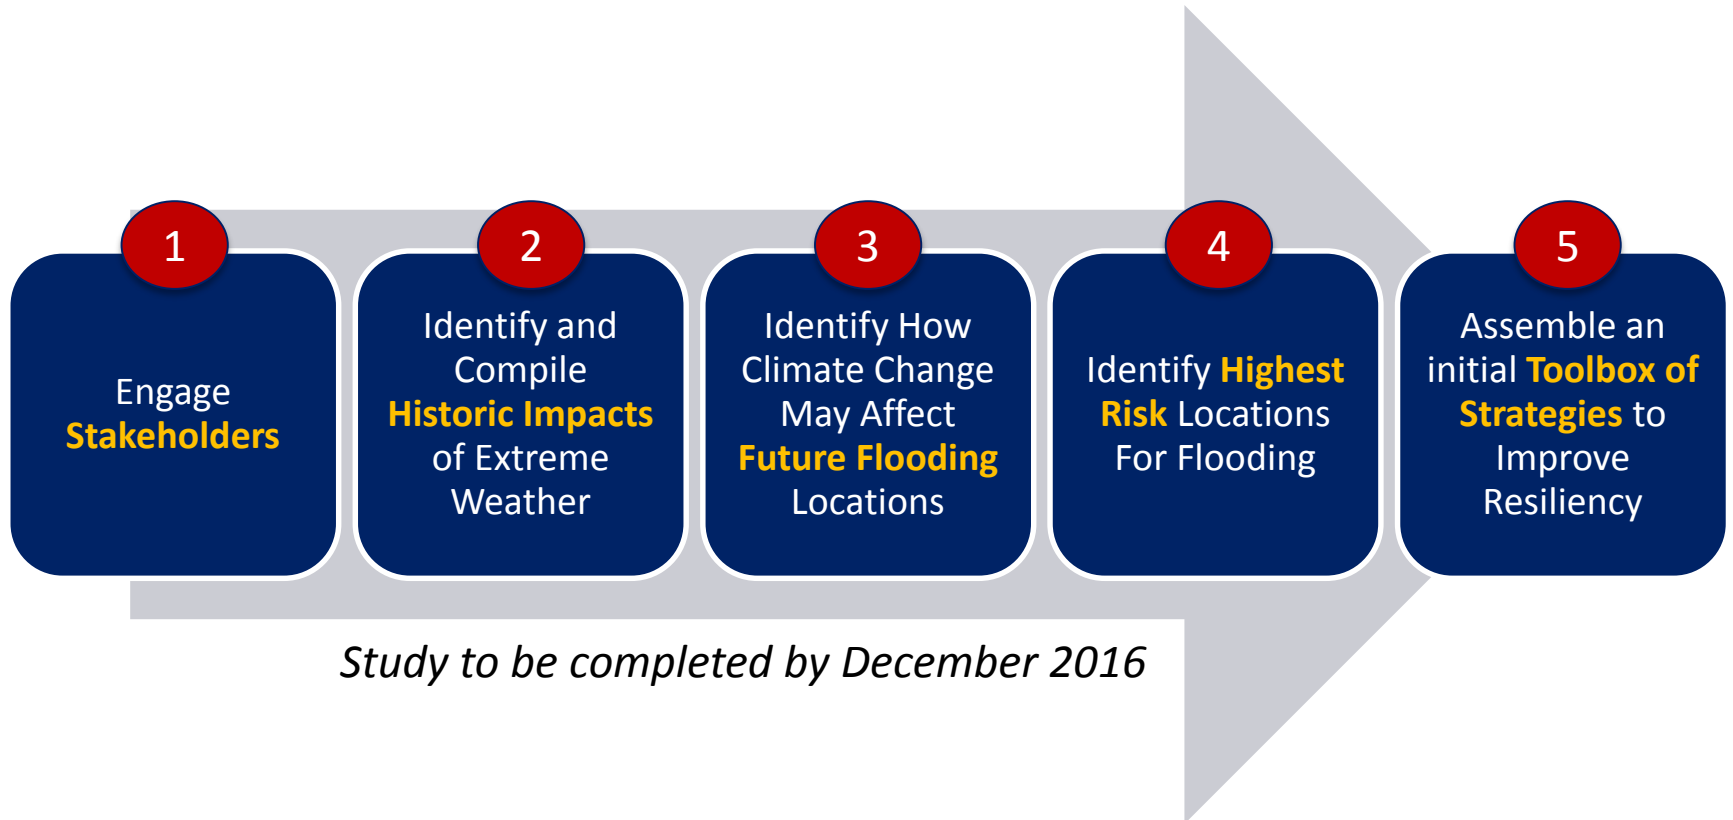 1
Engage
Stakeholders
2
Identify and
Compile
Historic Impacts
of Extreme
Weather
3
Identify How
Climate Change
May Affect
Future Flooding
Locations
4
Identify Highest
Risk Locations
For Flooding
5
Assemble an
initial Toolbox of
Strategies to
Improve
Resiliency
Study to be completed by December 2016